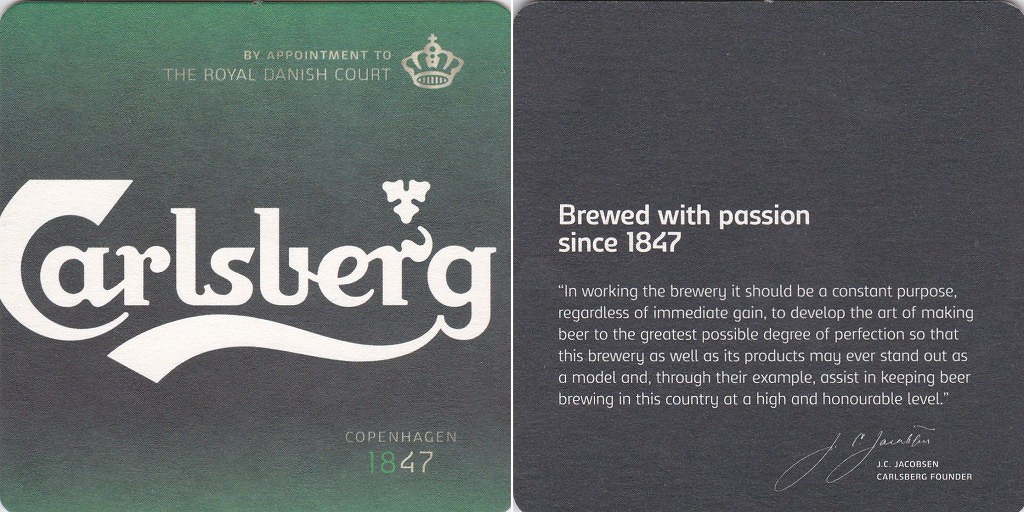 BY APPOINTMENT TO
THE ROYAL DANISH COURT
Carlsberg
COPENHAGEN
1847
Brewed with passion
since 1847
“In working the brewery it should be a constant purpose,
regardless of immediate gain, to develop the art of making
beer to the greatest possible degree of perfection so that
this brewery as well as its products may ever stand out as
a model and, through their example, assist in keeping beer
brewing in this country at a high and honourable level.”
J. C. Jacobsen
J.C. JACOBSEN
CARLSBERG FOUNDER